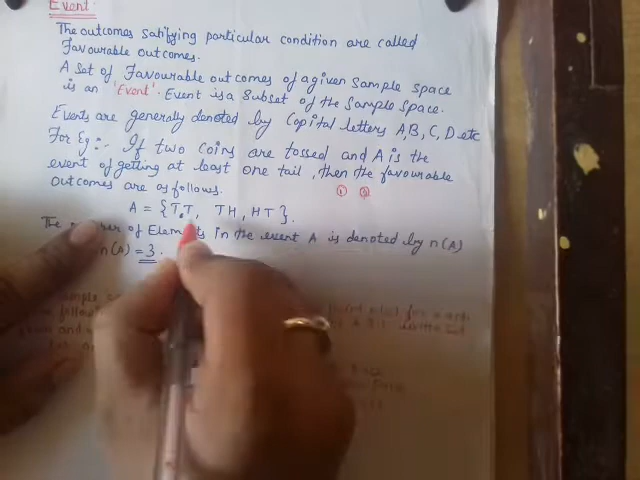 Event:
The outcomes satisfying particular condition are called
Favourable outcomes.
A set of Favourable outcomes of a given sample space
is an 'Event'. Event is a subset of the sample space.
Events are generally denoted by Capital letters A, B, C, D etc
For Eg :- If two coins are tossed and A is the
event of getting at least one tail, then the favourable
outcomes are as follows.
① ②
A = {T,T, TH, HT}.
The of Elements in the event A is denoted by n(A)
n(A) = 3.